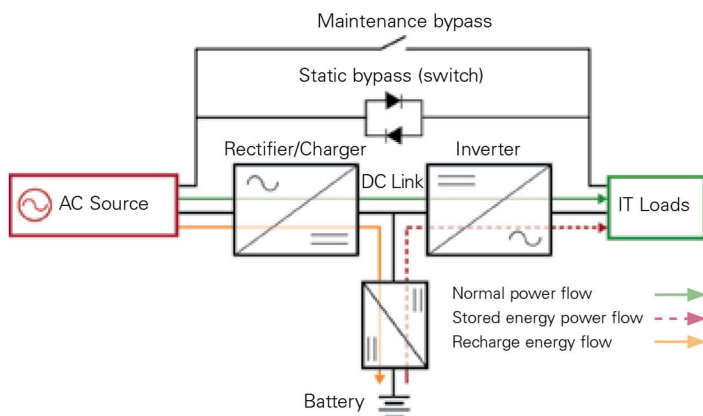 Maintenance bypass
Static bypass (switch)
Rectifier/Charger
Inverter
DC Link
AC Source
IT Loads
Normal power flow
Stored energy power flow
Recharge energy flow
Battery